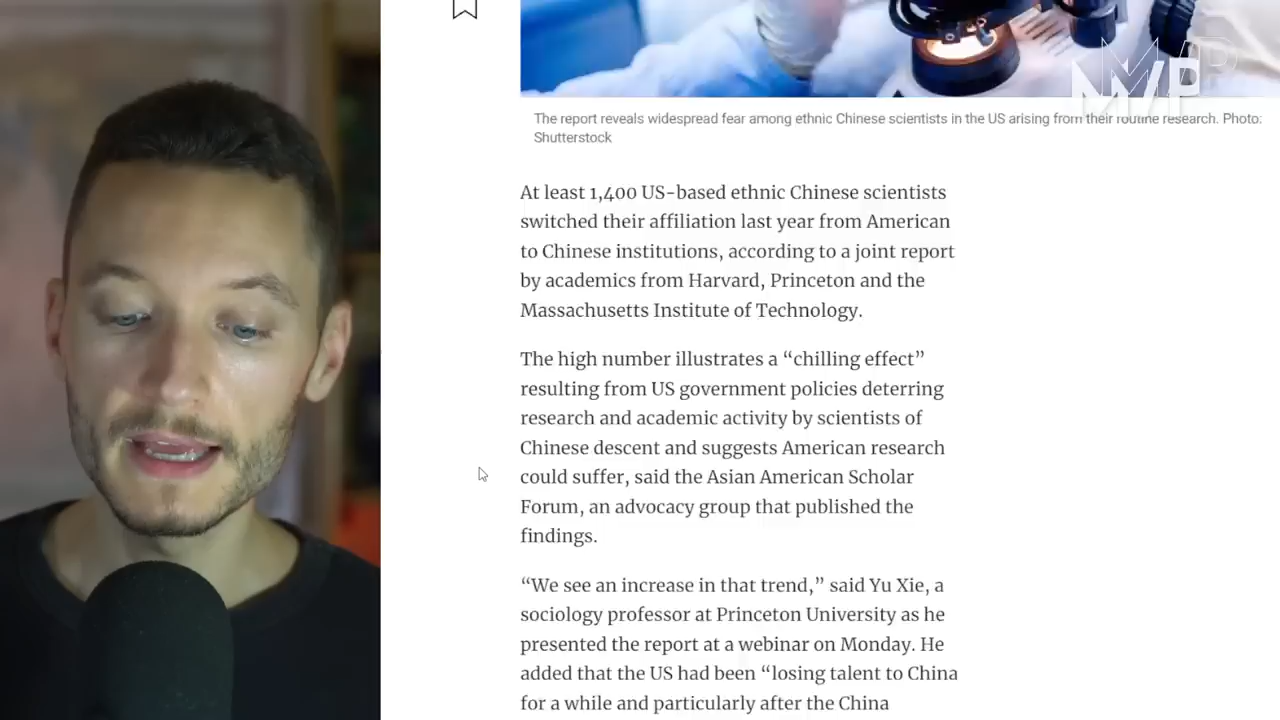 MVP
The report reveals widespread fear among ethnic Chinese scientists in the US arising from their routine research. Photo:
Shutterstock
At least 1,400 US-based ethnic Chinese scientists
switched their affiliation last year from American
to Chinese institutions, according to a joint report
by academics from Harvard, Princeton and the
Massachusetts Institute of Technology.
The high number illustrates a “chilling effect”
resulting from US government policies deterring
research and academic activity by scientists of
Chinese descent and suggests American research
could suffer, said the Asian American Scholar
Forum, an advocacy group that published the
findings.
“We see an increase in that trend,” said Yu Xie, a
sociology professor at Princeton University as he
presented the report at a webinar on Monday. He
added that the US had been “losing talent to China
for a while and particularly after the China